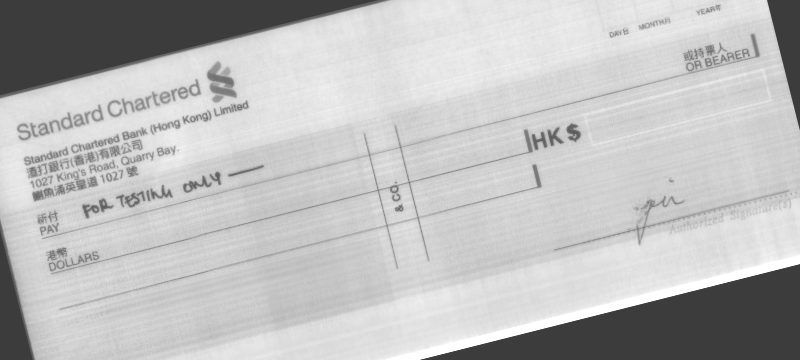 DAY日 MONTH月 YEAR年
Standard Chartered
或持票人
OR BEARER
Standard Chartered Bank (Hong Kong) Limited
渣打銀行(香港)有限公司
1027 King's Road, Quarry Bay.
鰂魚涌英皇道 1027 號
祈付
PAY FOR TESTING ONLY
HK$
& CO.
港幣
DOLLARS
Authorized Signature(s)